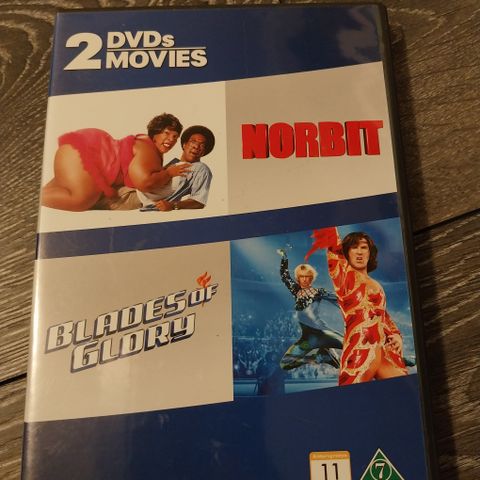 2 DVDs
MOVIES
NORBIT
BLADES OF
GLORY
11
7